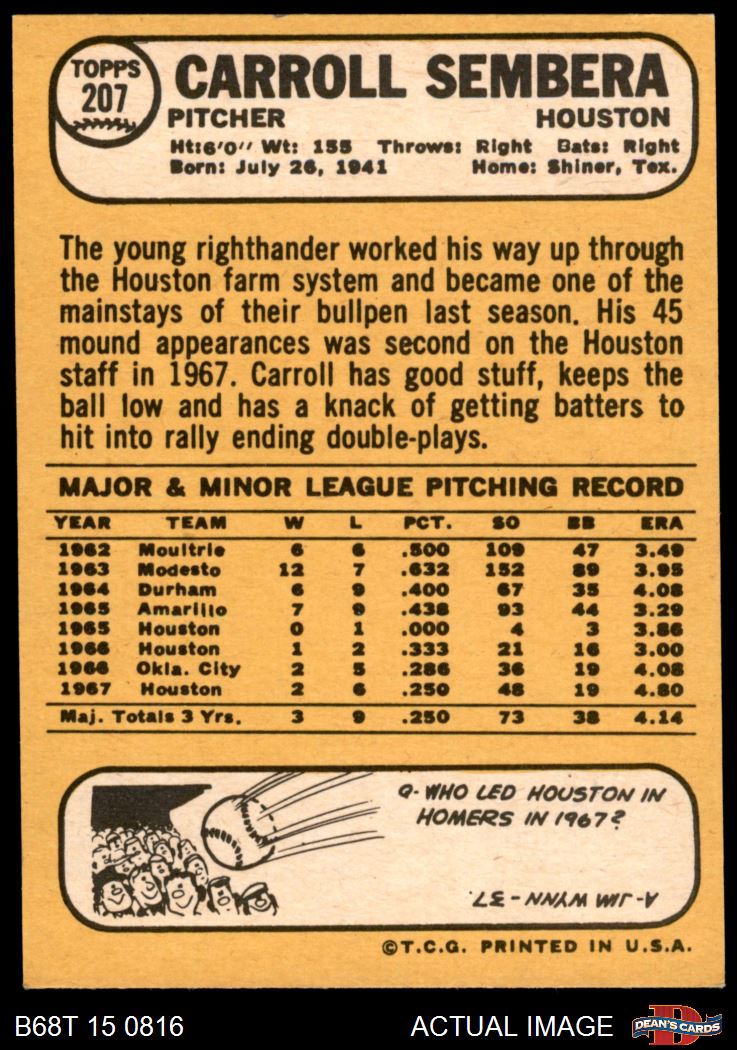 TOPPS
207
CARROLL SEMBERA
PITCHER HOUSTON
Ht:6'0'' Wt: 155 Throws: Right Bats: Right
Born: July 26, 1941 Home: Shiner, Tex.
The young righthander worked his way up through
the Houston farm system and became one of the
mainstays of their bullpen last season. His 45
mound appearances was second on the Houston
staff in 1967. Carroll has good stuff, keeps the
ball low and has a knack of getting batters to
hit into rally ending double-plays.
MAJOR & MINOR LEAGUE PITCHING RECORD
YEAR TEAM W L PCT. SO BB ERA
1962 Moultrie 6 6 .500 109 47 3.49
1963 Modesto 12 7 .632 152 89 3.95
1964 Durham 6 9 .400 67 35 4.08
1965 Amarillo 7 9 .438 93 44 3.29
1965 Houston 0 1 .000 4 3 3.86
1966 Houston 1 2 .333 21 16 3.00
1966 Okla. City 2 5 .286 36 19 4.08
1967 Houston 2 6 .250 48 19 4.80
Maj. Totals 3 Yrs. 3 9 .250 73 38 4.14
Q- WHO LED HOUSTON IN
HOMERS IN 1967?
A- JIM WYNN - 37.
©T.C.G. PRINTED IN U.S.A.
B68T 15 0816 ACTUAL IMAGE DEAN'S CARDS